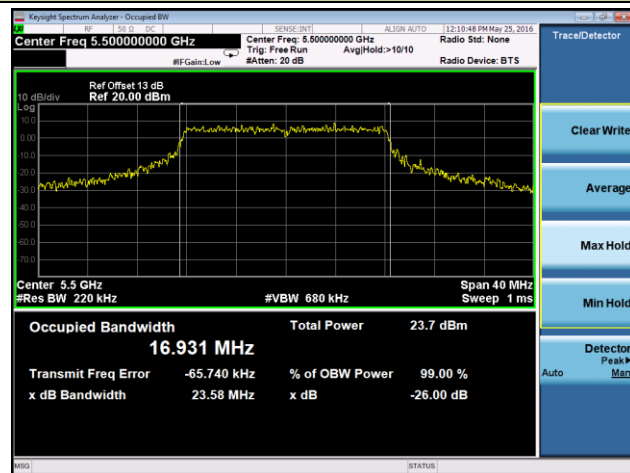 Keysight Spectrum Analyzer - Occupied BW
RF 50 Ω DC SENSE:INT ALIGN AUTO 12:10:48 PM May 25, 2016
Center Freq 5.500000000 GHz Center Freq: 5.500000000 GHz Radio Std: None
Trig: Free Run Avg|Hold:>10/10
#IFGain:Low #Atten: 20 dB Radio Device: BTS
Trace/Detector
Ref Offset 13 dB
10 dB/div Ref 20.00 dBm
Log
10.0
0.00
-10.0
-20.0
-30.0
-40.0
-50.0
-60.0
-70.0
Center 5.5 GHz Span 40 MHz
#Res BW 220 kHz #VBW 680 kHz Sweep 1 ms
Occupied Bandwidth Total Power 23.7 dBm
16.931 MHz
Transmit Freq Error -65.740 kHz % of OBW Power 99.00 %
x dB Bandwidth 23.58 MHz x dB -26.00 dB
Clear Write
Average
Max Hold
Min Hold
Detector
Peak
Auto Man
MSG STATUS